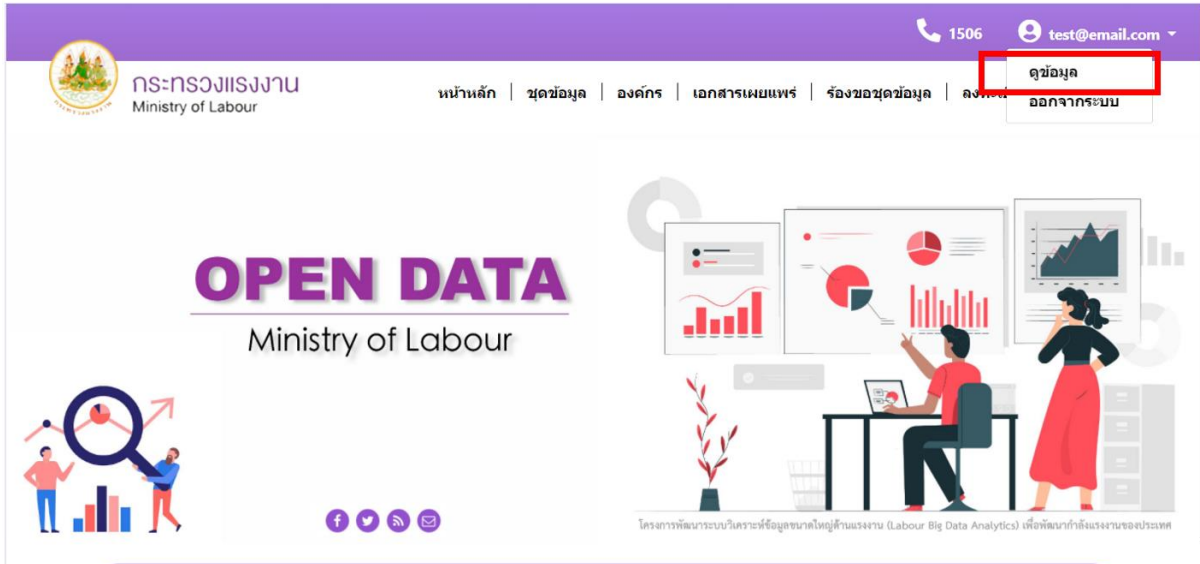 1506 test@email.com
ดูข้อมูล
ออกจากระบบ
กระทรวงแรงงาน
Ministry of Labour
หน้าหลัก | ชุดข้อมูล | องค์กร | เอกสารเผยแพร่ | ร้องขอชุดข้อมูล |
OPEN DATA
Ministry of Labour
โครงการพัฒนาระบบวิเคราะห์ข้อมูลขนาดใหญ่ด้านแรงงาน (Labour Big Data Analytics) เพื่อพัฒนากำลังแรงงานของประเทศ